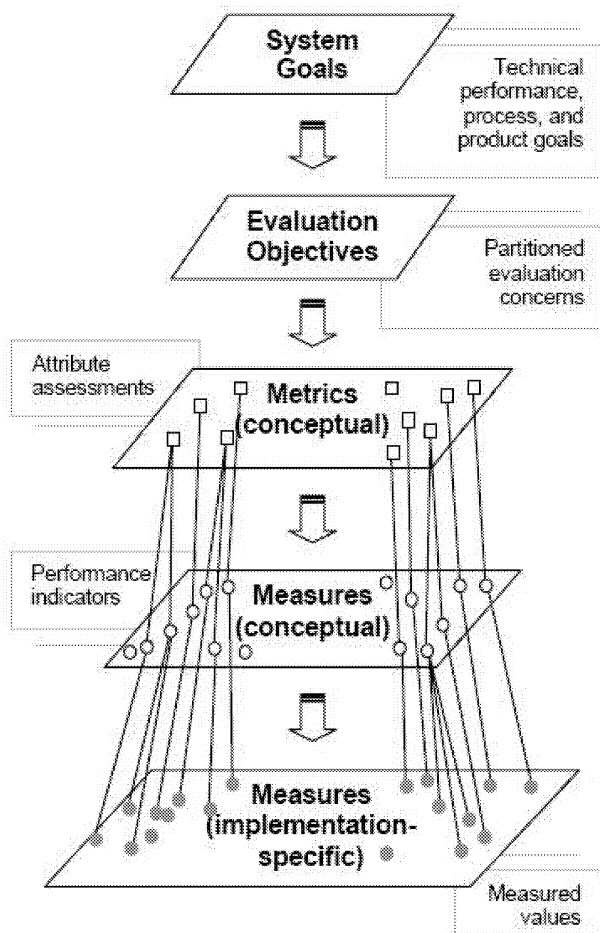 System
Goals
Technical
performance,
process, and
product goals
Evaluation
Objectives
Partitioned
evaluation
concerns
Attribute
assessments
Metrics
(conceptual)
Performance
indicators
Measures
(conceptual)
Measures
(implementation-
specific)
Measured
values